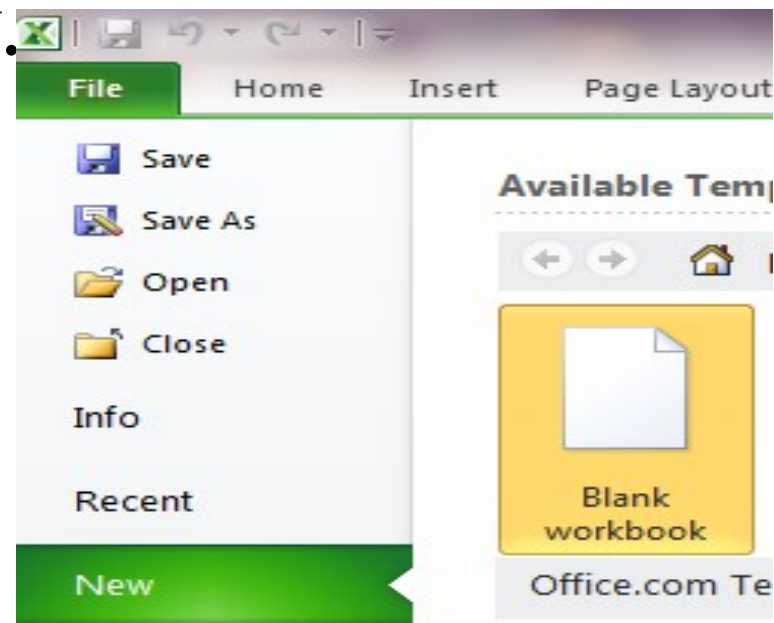 File Home Insert Page Layout
Save
Save As
Open
Close
Info
Recent
New
Available Temp
Blank
workbook
Office.com Te